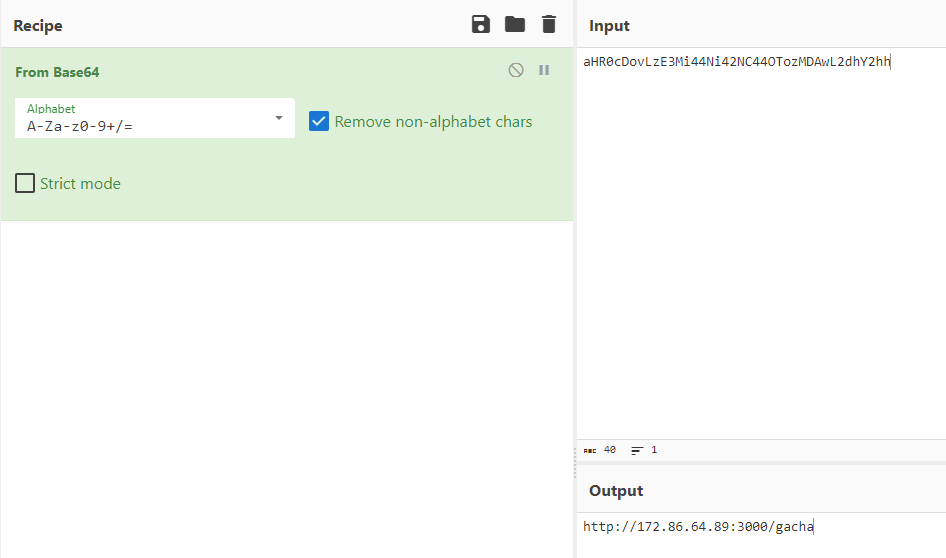 Recipe
From Base64
Alphabet
A-Za-z0-9+/=
Remove non-alphabet chars
Strict mode
Input
aHR0cDovLzE3Mi44Ni42NC44OTozMDAwL2dhY2hh
ABC 40 1
Output
http://172.86.64.89:3000/gacha